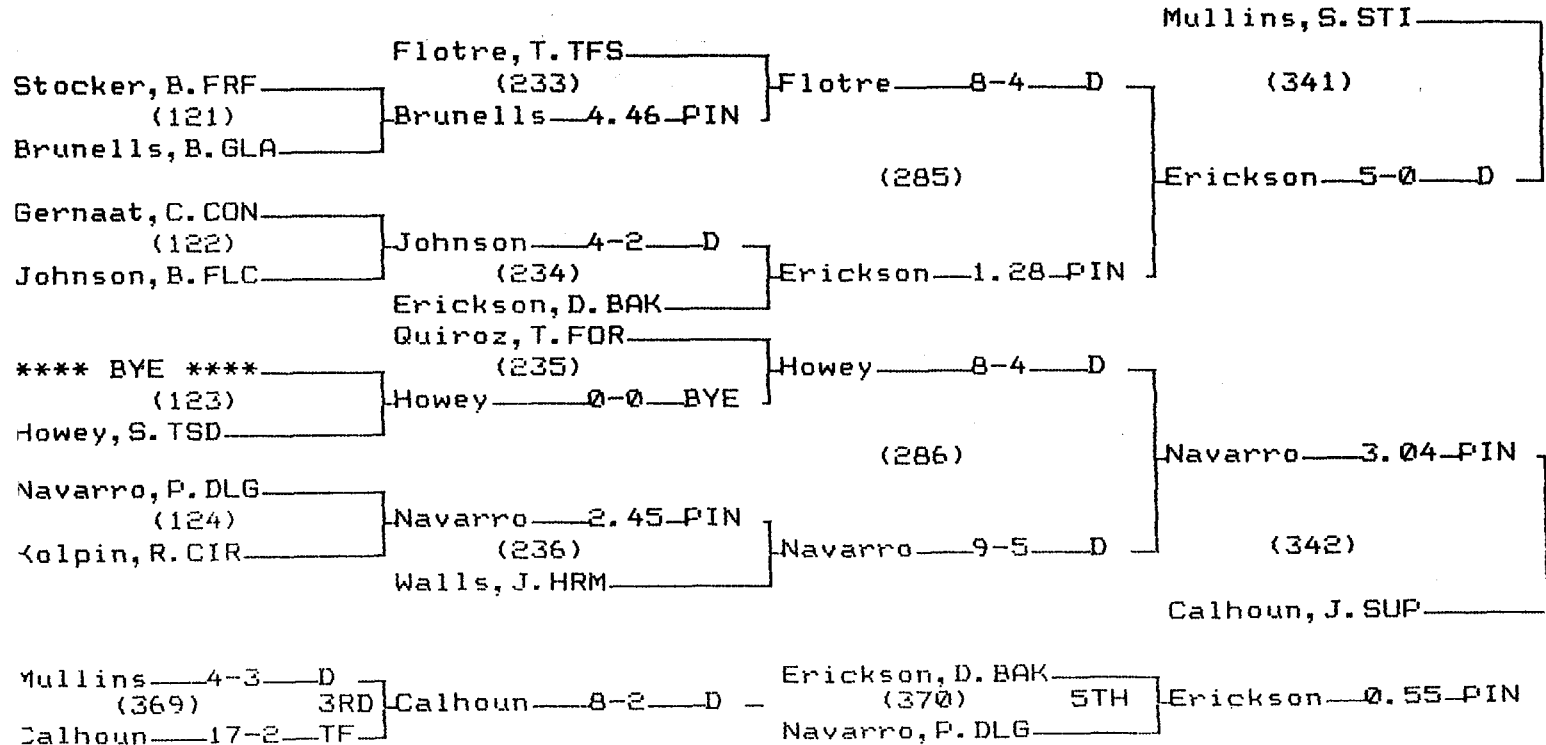 Mullins, S. STI
Flotre, T. TFS
Stocker, B. FRF (233) Flotre 8-4 D (341)
(121) Brunells 4.46 PIN
Brunells, B. GLA
(285) Erickson 5-0 D
Gernaat, C. CON
(122) Johnson 4-2 D
Johnson, B. FLC (234) Erickson 1.28 PIN
Erickson, D. BAK
Quiroz, T. FOR
**** BYE **** (235) Howey 8-4 D
(123) Howey 0-0 BYE
Howey, S. TSD
(286) Navarro 3.04 PIN
Navarro, P. DLG
(124) Navarro 2.45 PIN
Kolpin, R. CIR (236) Navarro 9-5 D (342)
Walls, J. HRM
Calhoun, J. SUP
Mullins 4-3 D Erickson, D. BAK
(369) 3RD Calhoun 8-2 D (370) 5TH Erickson 0.55 PIN
Calhoun 17-2 TF Navarro, P. DLG